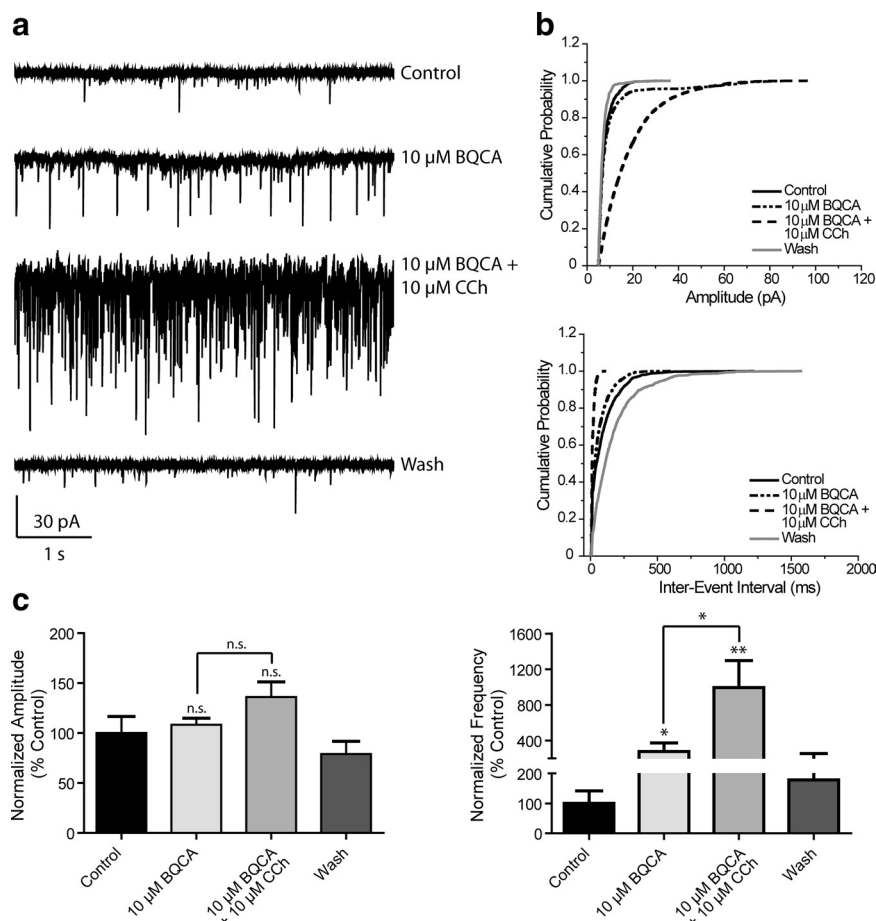 a
Control
10 µM BQCA
10 µM BQCA +
10 µM CCh
Wash
30 pA
1 s
b
1.2
1.0
0.8
0.6
0.4
0.2
0
Cumulative Probability
Control
10 µM BQCA
10 µM BQCA +
10 µM CCh
Wash
0 20 40 60 80 100 120
Amplitude (pA)
1.2
1.0
0.8
0.6
0.4
0.2
0
Cumulative Probability
Control
10 µM BQCA
10 µM BQCA +
10 µM CCh
Wash
0 500 1000 1500 2000
Inter-Event Interval (ms)
c
200
150
100
50
0
Normalized Amplitude
(% Control)
n.s.
n.s.
n.s.
Control
10 µM BQCA
10 µM BQCA
+ 10 µM CCh
Wash
1600
1200
800
400
200
100
0
Normalized Frequency
(% Control)
*
*
**
Control
10 µM BQCA
10 µM BQCA
+ 10 µM CCh
Wash